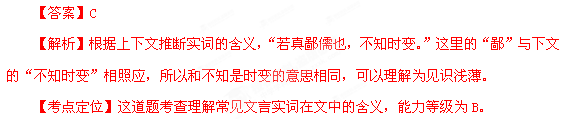 【答案】C
【解析】根据上下文推断实词的含义，“若真鄙儒也，不知时变。”这里的“鄙”与下文
的“不知时变”相照应，所以和不知是时变的意思相同，可以理解为见识浅薄。
【考点定位】这道题考查理解常见文言实词在文中的含义，能力等级为 B。